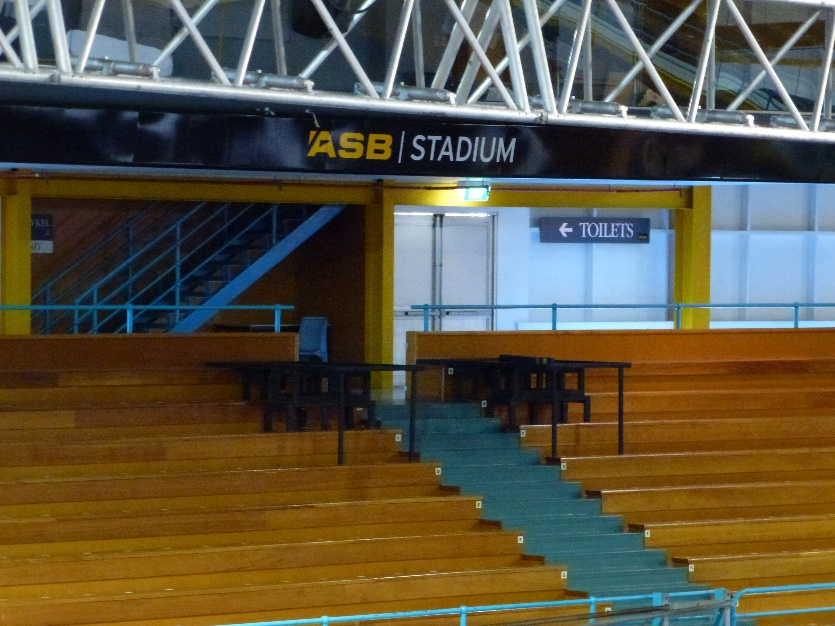 ASB | STADIUM
← TOILETS